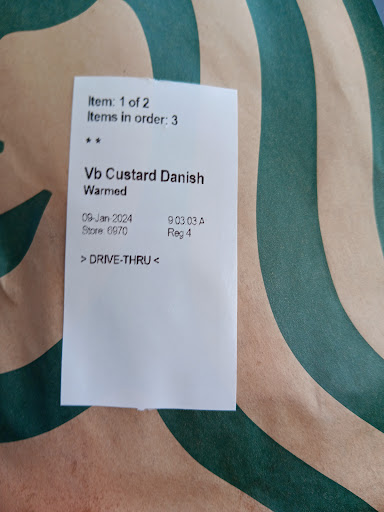 Item: 1 of 2
Items in order: 3
* *
Vb Custard Danish
Warmed
09-Jan-2024 9:03:03 A
Store: 6970 Reg 4
> DRIVE-THRU <